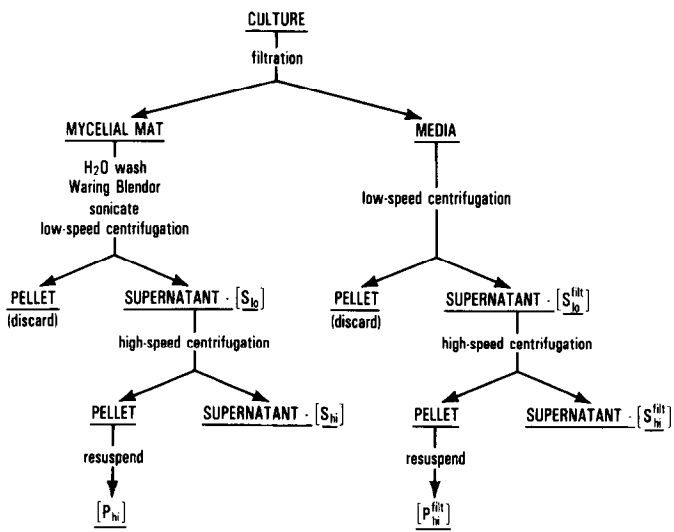 CULTURE
filtration
MYCELIAL MAT
MEDIA
H₂O wash
Waring Blendor
sonicate
low-speed centrifugation
low-speed centrifugation
PELLET
(discard)
SUPERNATANT - [S_lo]
PELLET
(discard)
SUPERNATANT - [S_lo^filt]
high-speed centrifugation
high-speed centrifugation
PELLET
SUPERNATANT - [S_hi]
PELLET
SUPERNATANT - [S_hi^filt]
resuspend
resuspend
[P_hi]
[P_hi^filt]